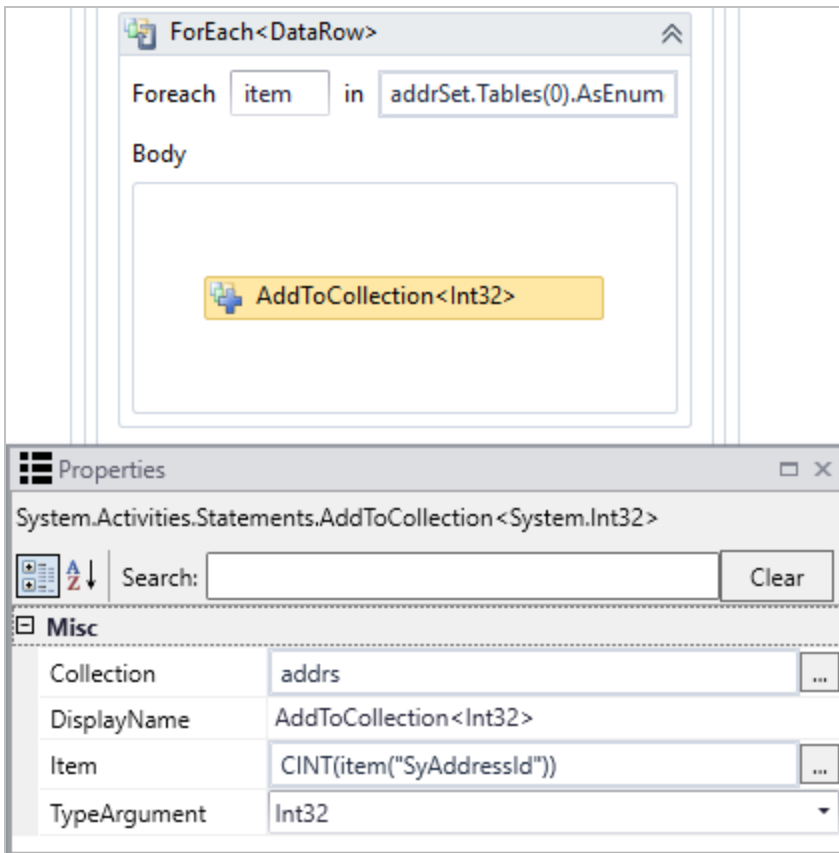 ForEach<DataRow>
Foreach item in addrSet.Tables(0).AsEnum
Body
AddToCollection<Int32>
Properties
System.Activities.Statements.AddToCollection<System.Int32>
A Z Search: Clear
Misc
Collection addrs ...
DisplayName AddToCollection<Int32>
Item CINT(item("SyAddressId")) ...
TypeArgument Int32